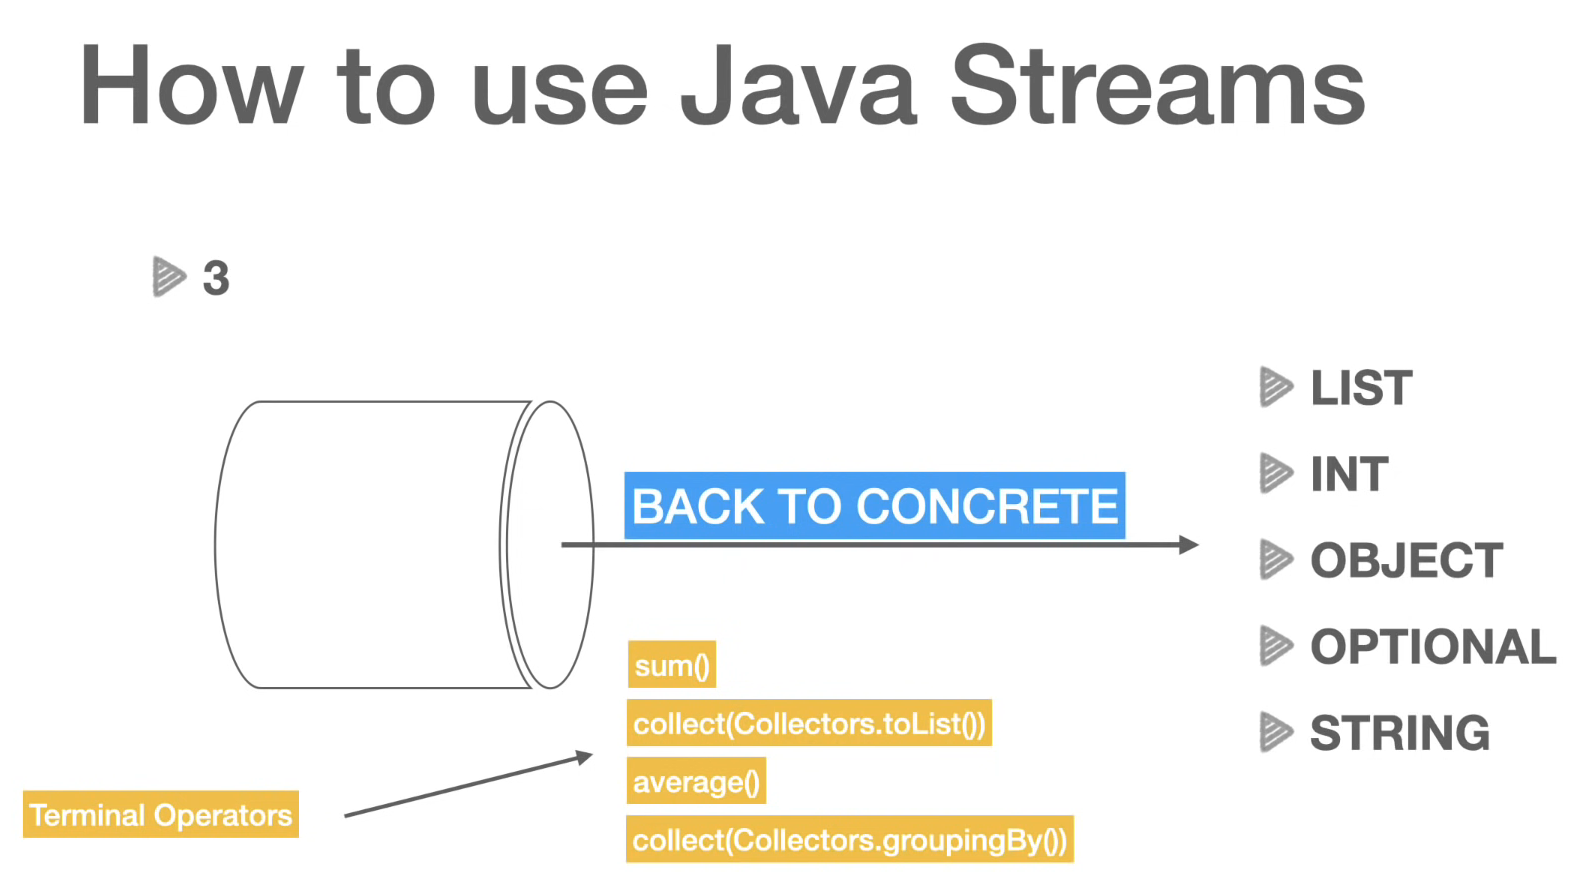 How to use Java Streams
3
BACK TO CONCRETE
LIST
INT
OBJECT
OPTIONAL
STRING
sum()
collect(Collectors.toList())
average()
collect(Collectors.groupingBy())
Terminal Operators